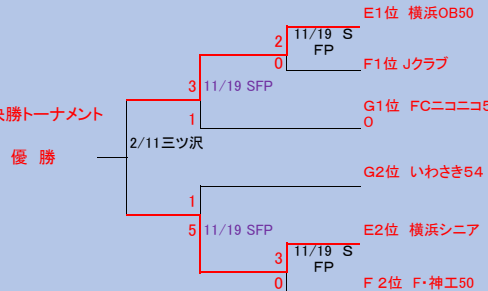 E1位 横浜OB50
2 11/19 S
FP
0 F1位 Jクラブ
3 11/19 SFP
勝トーナメント
1 G1位 FCニコニコ5
0
2/11三ツ沢
優 勝
G2位 いわさき54
1
5 11/19 SFP
E2位 横浜シニア
3 11/19 S
FP
0 F 2位 F・神工50